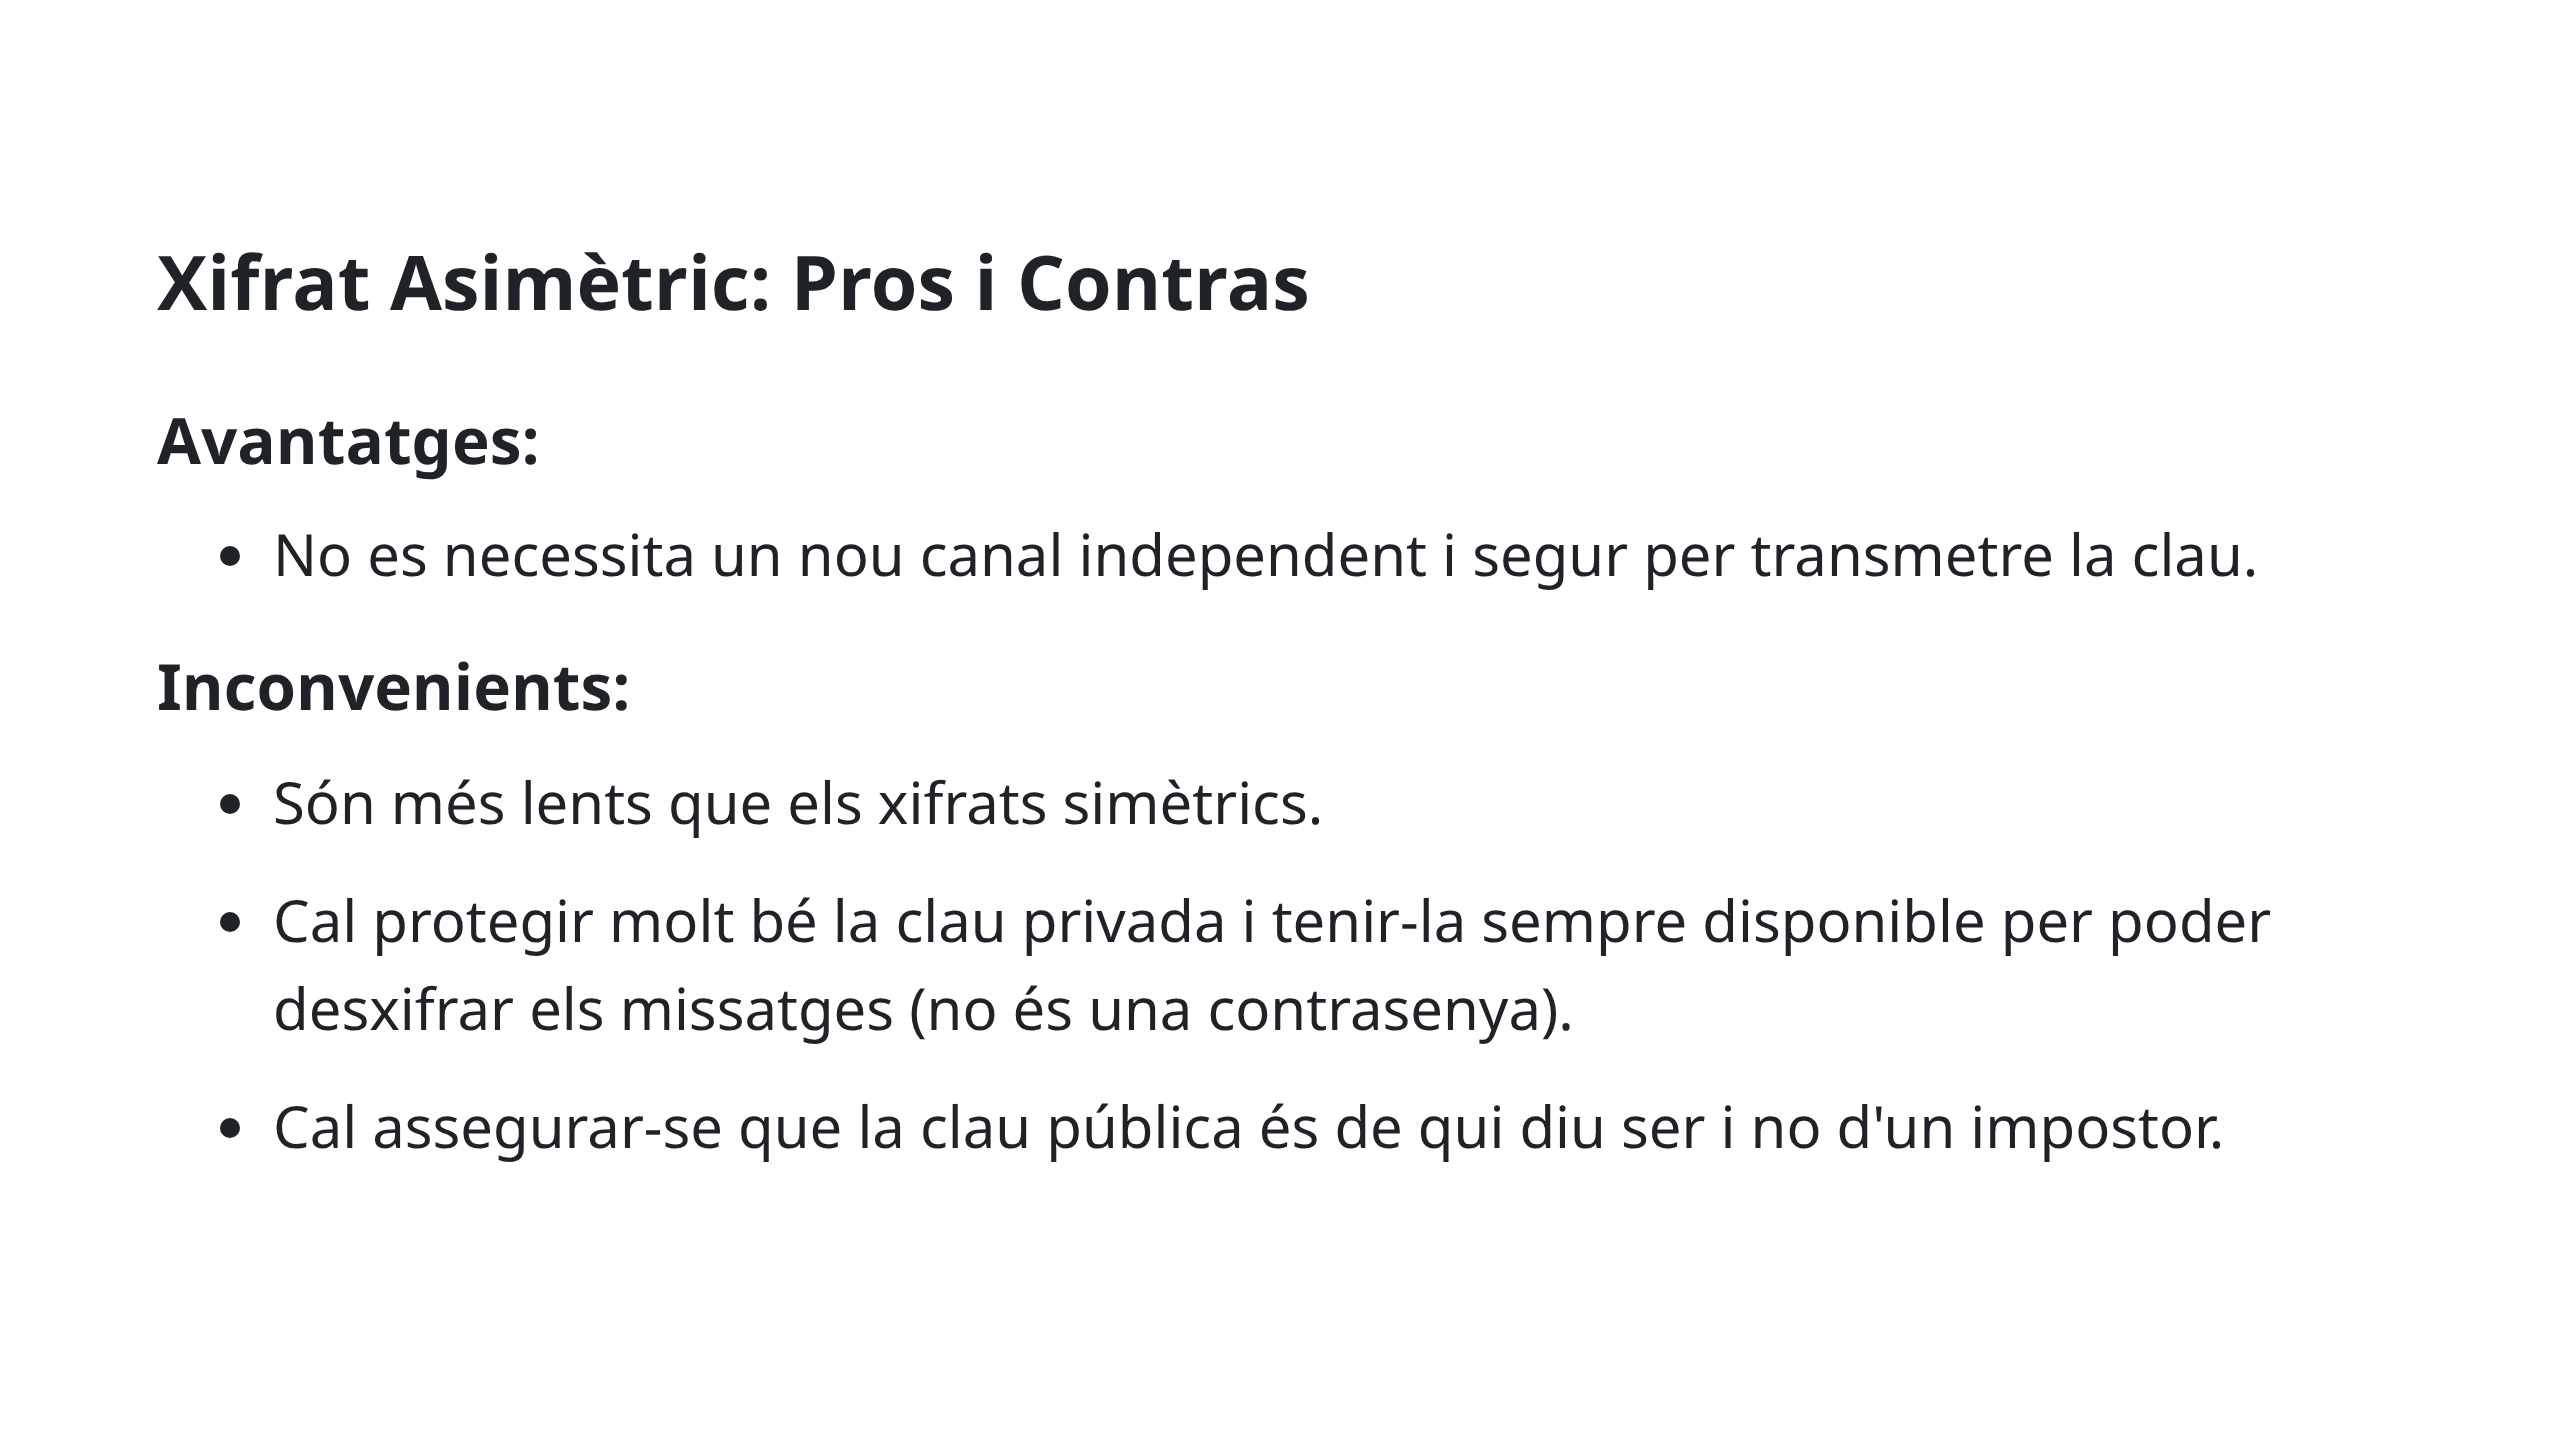 Xifrat Asimètric: Pros i Contras
Avantatges:
• No es necessita un nou canal independent i segur per transmetre la clau.
Inconvenients:
• Són més lents que els xifrats simètrics.
• Cal protegir molt bé la clau privada i tenir-la sempre disponible per poder
desxifrar els missatges (no és una contrasenya).
• Cal assegurar-se que la clau pública és de qui diu ser i no d'un impostor.